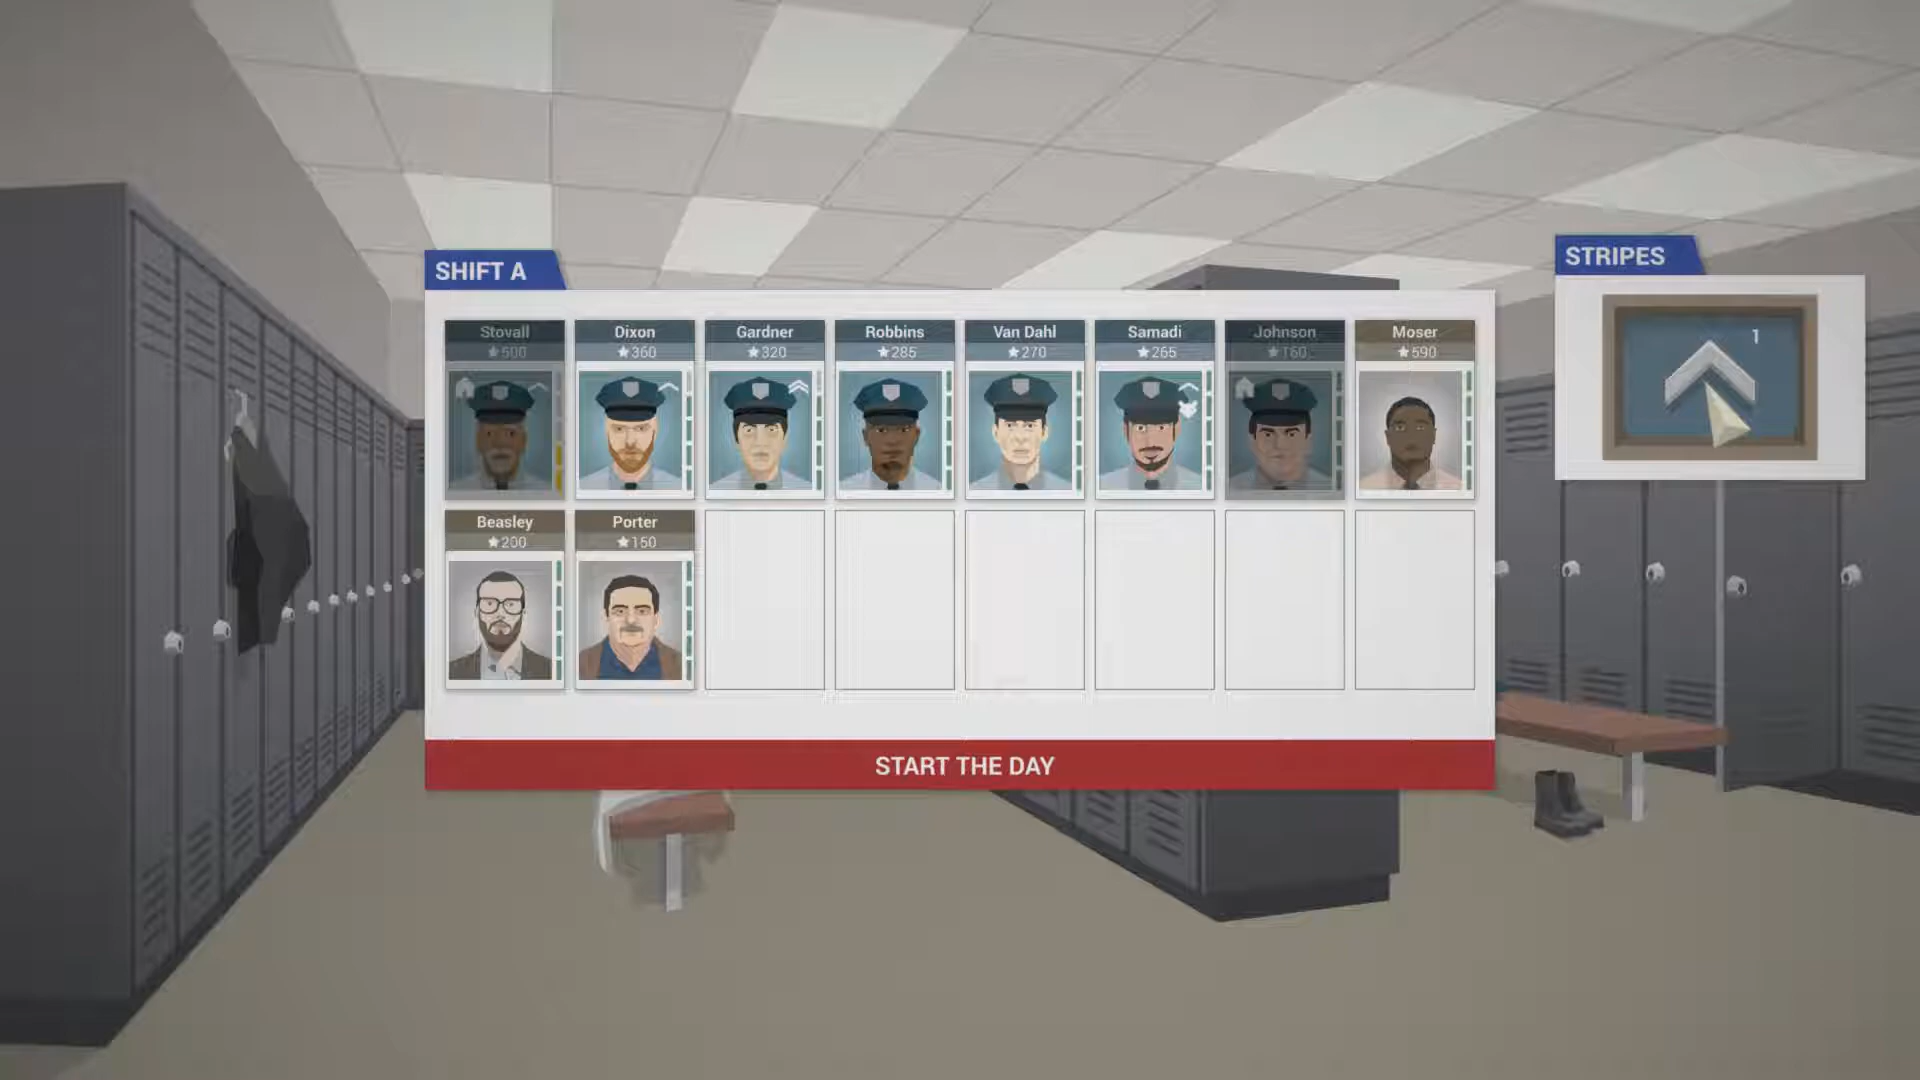 SHIFT A
STRIPES
1
Stovall
★500
Dixon
★360
Gardner
★320
Robbins
★285
Van Dahl
★270
Samadi
★265
Johnson
★160
Moser
★590
Beasley
★200
Porter
★150
START THE DAY